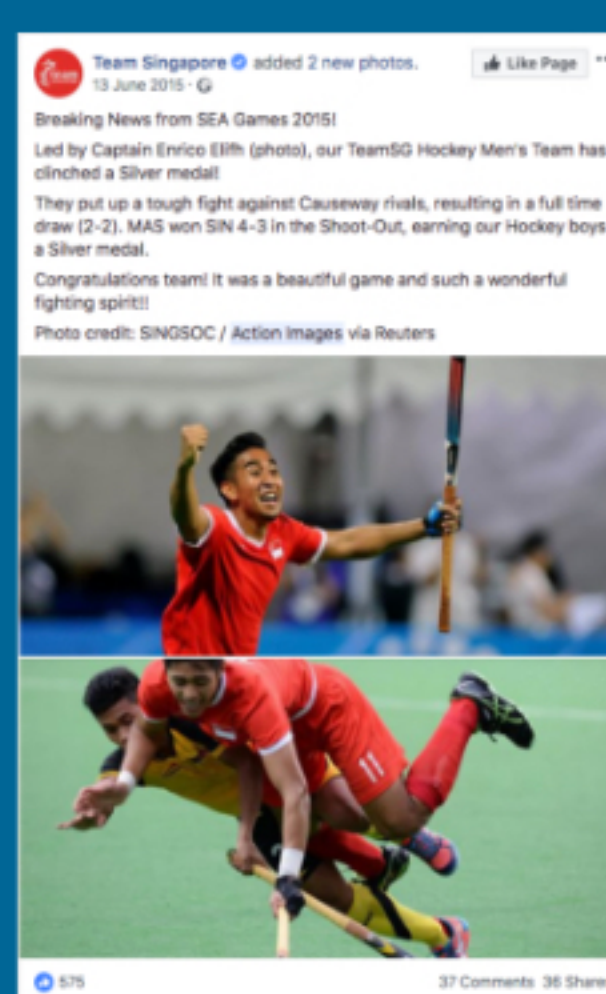 Team Singapore added 2 new photos.
Like Page
13 June 2015
Breaking News from SEA Games 2015!
Led by Captain Enrico Elifh (photo), our TeamSG Hockey Men's Team has
clinched a Silver medal!
They put up a tough fight against Causeway rivals, resulting in a full time
draw (2-2). MAS won SIN 4-3 in the Shoot-Out, earning our Hockey boys
a Silver medal.
Congratulations team! It was a beautiful game and such a wonderful
fighting spirit!!
Photo credit: SINGSOC / Action Images via Reuters
11
575
37 Comments 36 Share